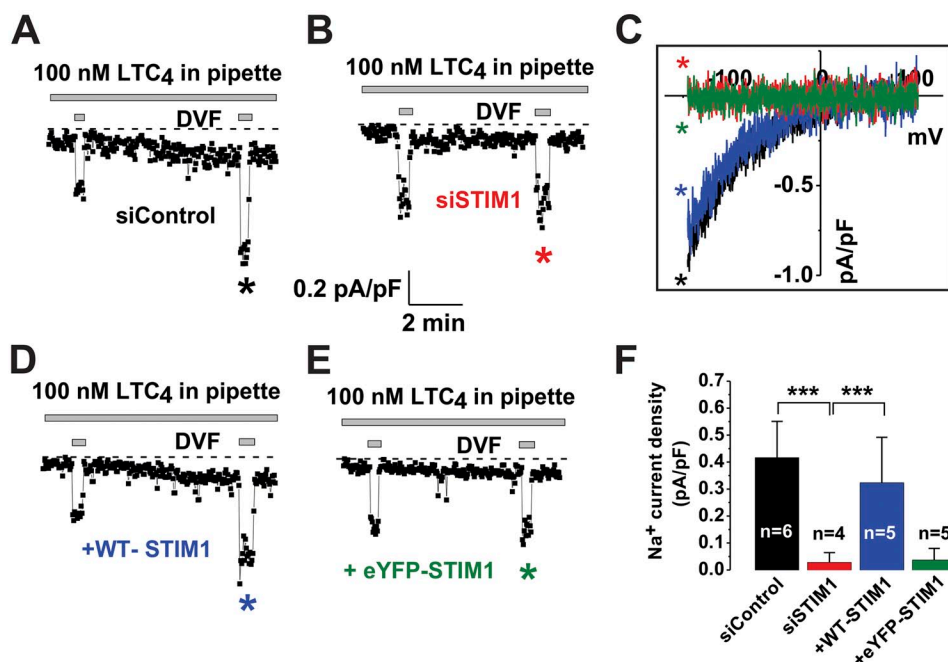 A
100 nM LTC4 in pipette
DVF
siControl
*
B
100 nM LTC4 in pipette
DVF
siSTIM1
*
0.2 pA/pF
2 min
C
*
-100
0
100
*
mV
*
-0.5
*
-1.0
pA/pF
D
100 nM LTC4 in pipette
DVF
+WT- STIM1
*
E
100 nM LTC4 in pipette
DVF
+ eYFP-STIM1
*
F
Na+ current density
(pA/pF)
0.7
0.6
0.5
0.4
0.3
0.2
0.1
0.0
***
***
n=6
n=4
n=5
n=5
siControl
siSTIM1
+WT-STIM1
+eYFP-STIM1